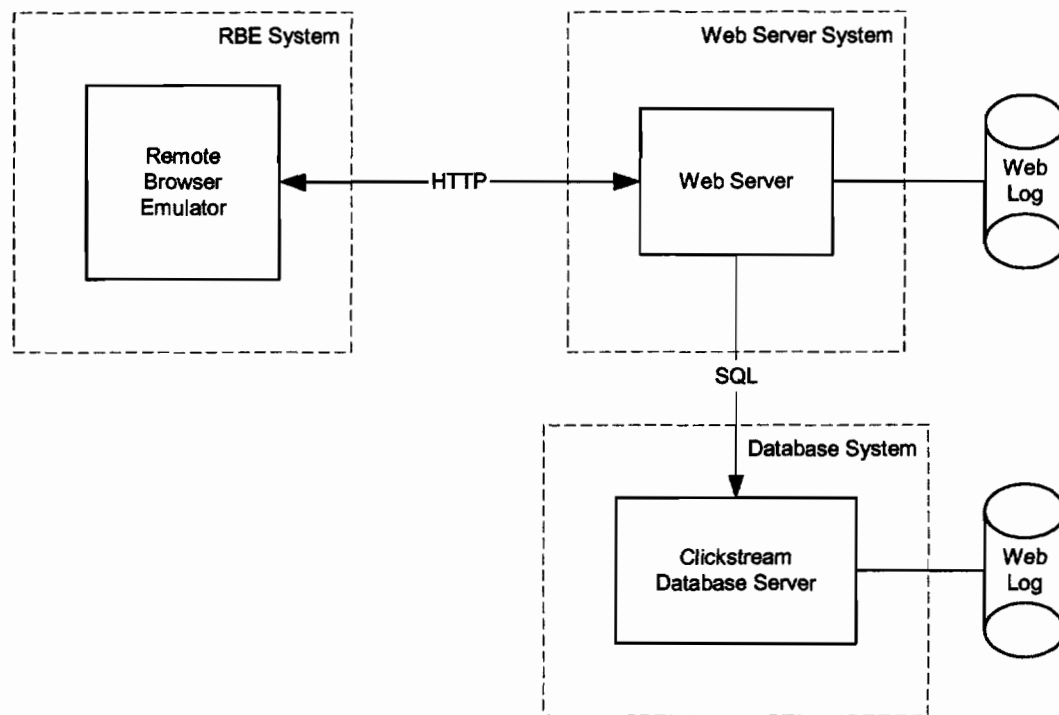 RBE System
Web Server System
Remote
Browser
Emulator
HTTP
Web Server
Web
Log
SQL
Database System
Clickstream
Database Server
Web
Log